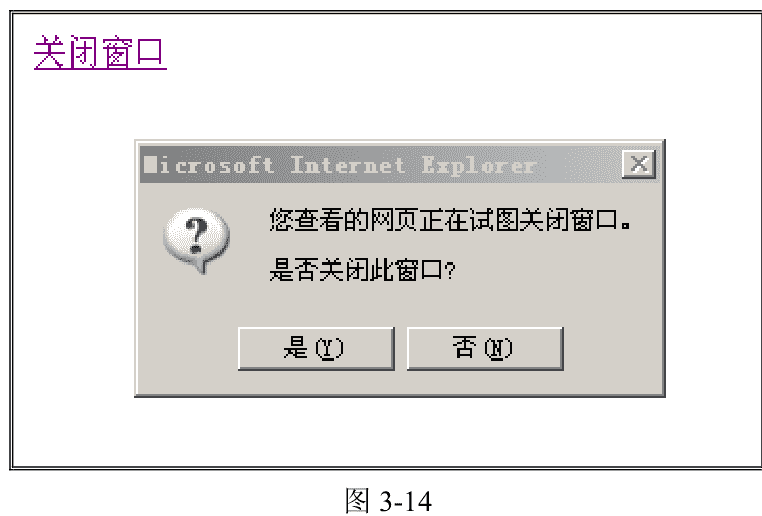 关闭窗口
Microsoft Internet Explorer
您查看的网页正在试图关闭窗口。
是否关闭此窗口?
是(Y) 否(N)
图 3-14